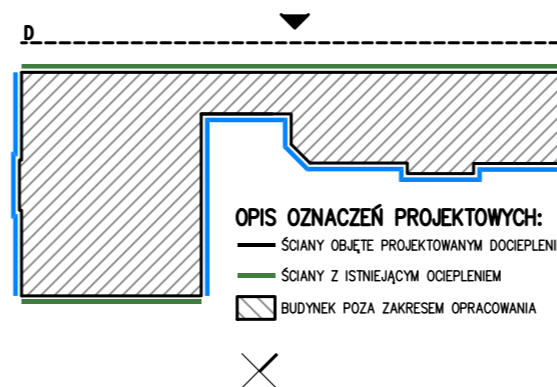 D
OPIS OZNACZEŃ PROJEKTOWYCH:
ŚCIANY OBJĘTE PROJEKTOWANYM DOCIEPLENI
ŚCIANY Z ISTNIEJĄCYM OCIEPLENIEM
BUDYNEK POZA ZAKRESEM OPRACOWANIA